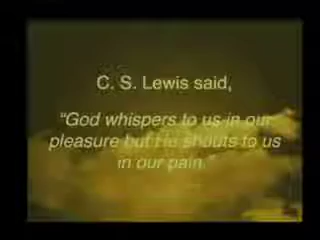 C. S. Lewis said,
“God whispers to us in our
pleasure but He shouts to us
in our pain.